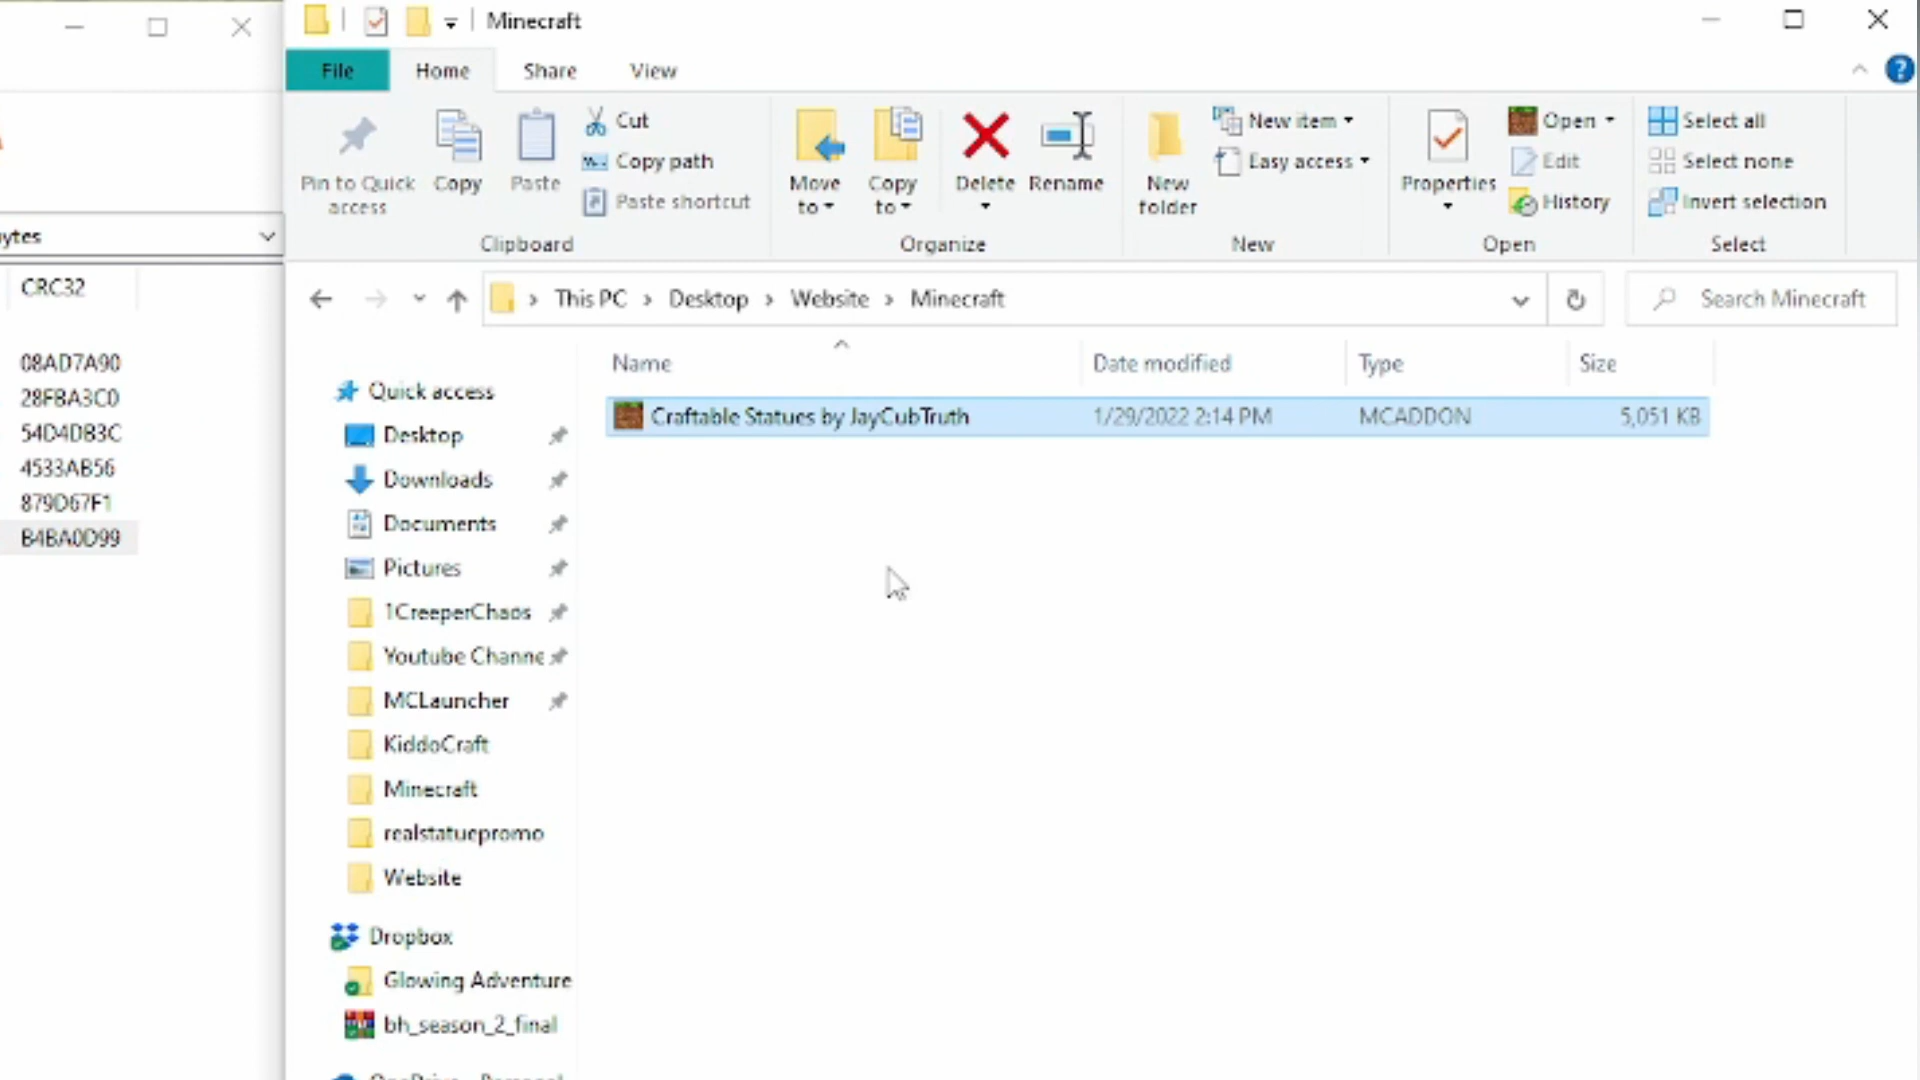 Minecraft
File Home Share View
Pin to Quick access
Copy
Paste
Cut
Copy path
Paste shortcut
Clipboard
Move to
Copy to
Delete
Rename
Organize
New folder
New item
Easy access
New
Properties
Open
Edit
History
Open
Select all
Select none
Invert selection
Select
This PC Desktop Website Minecraft
Search Minecraft
ytes
CRC32
08AD7A90
28FBA3C0
54D4DB3C
4533AB56
879D67F1
B4BA0D99
Name Date modified Type Size
Craftable Statues by JayCubTruth 1/29/2022 2:14 PM MCADDON 5,051 KB
Quick access
Desktop
Downloads
Documents
Pictures
1CreeperChaos
Youtube Channe
MCLauncher
KiddoCraft
Minecraft
realstatuepromo
Website
Dropbox
Glowing Adventure
bh_season_2_final
OneDrive - Personal